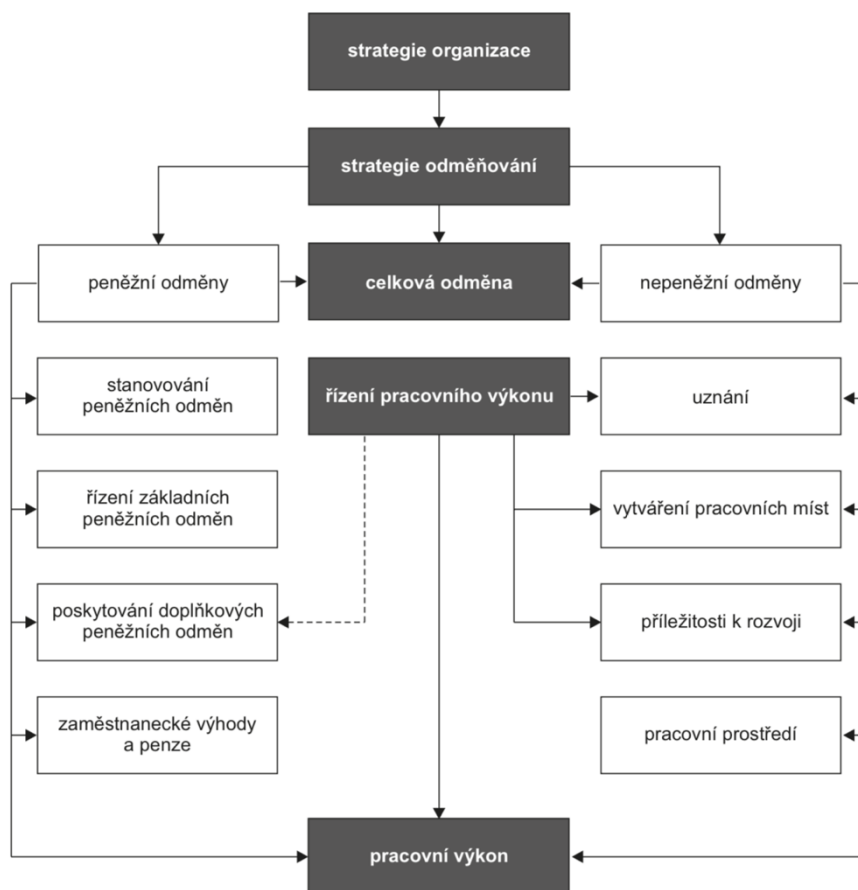 strategie organizace
strategie odměňování
peněžní odměny
celková odměna
nepeněžní odměny
stanovování
peněžních odměn
řízení pracovního výkonu
uznání
řízení základních
peněžních odměn
vytváření pracovních míst
poskytování doplňkových
peněžních odměn
příležitosti k rozvoji
zaměstnanecké výhody
a penze
pracovní prostředí
pracovní výkon